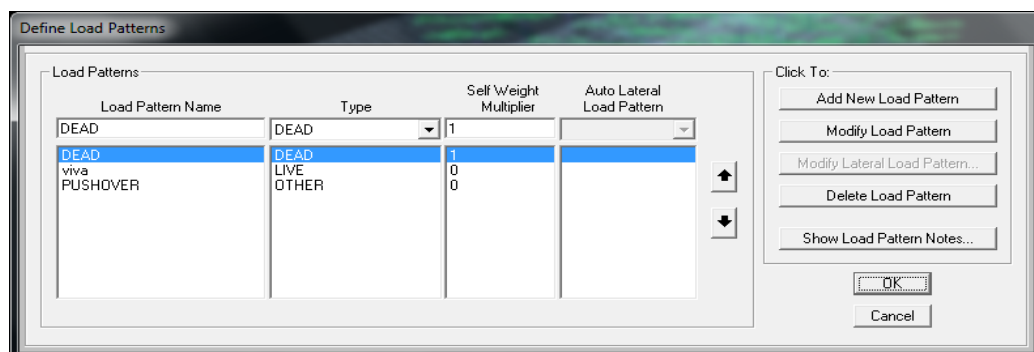 Define Load Patterns
Load Patterns
Load Pattern Name Type Self Weight Multiplier Auto Lateral Load Pattern
DEAD DEAD 1
DEAD DEAD 1
viva LIVE 0
PUSHOVER OTHER 0
Click To:
Add New Load Pattern
Modify Load Pattern
Modify Lateral Load Pattern...
Delete Load Pattern
Show Load Pattern Notes...
OK
Cancel